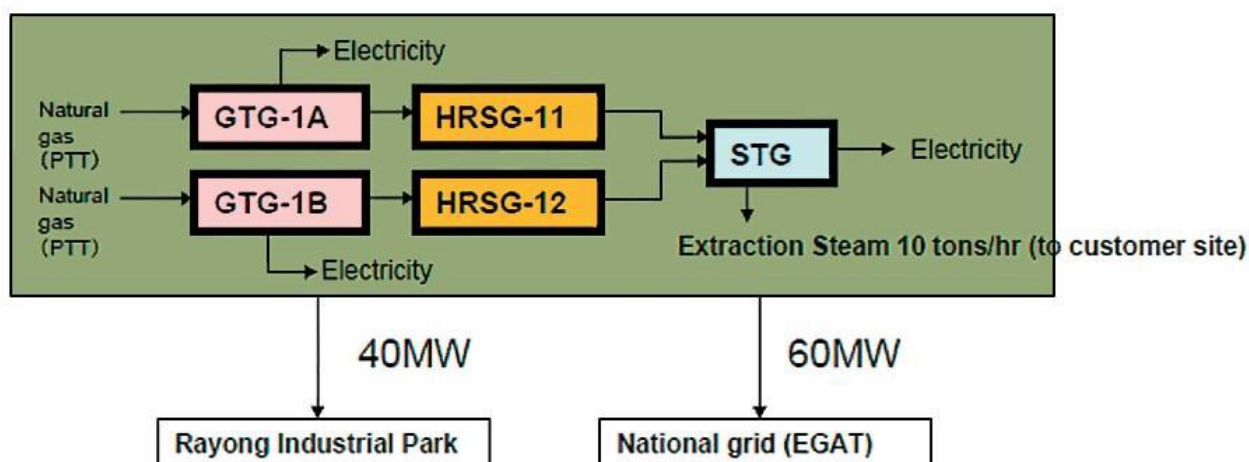 Electricity
Natural
gas
(PTT)
GTG-1A
HRSG-11
STG
Electricity
Natural
gas
(PTT)
GTG-1B
HRSG-12
Extraction Steam 10 tons/hr (to customer site)
Electricity
40MW
60MW
Rayong Industrial Park
National grid (EGAT)